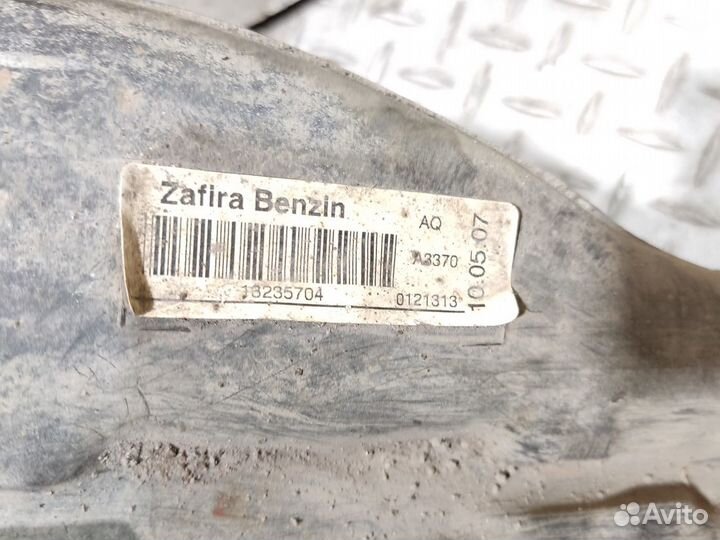 Zafira Benzin
AQ
A3370
13235704
0121313
10.05.07
Avito